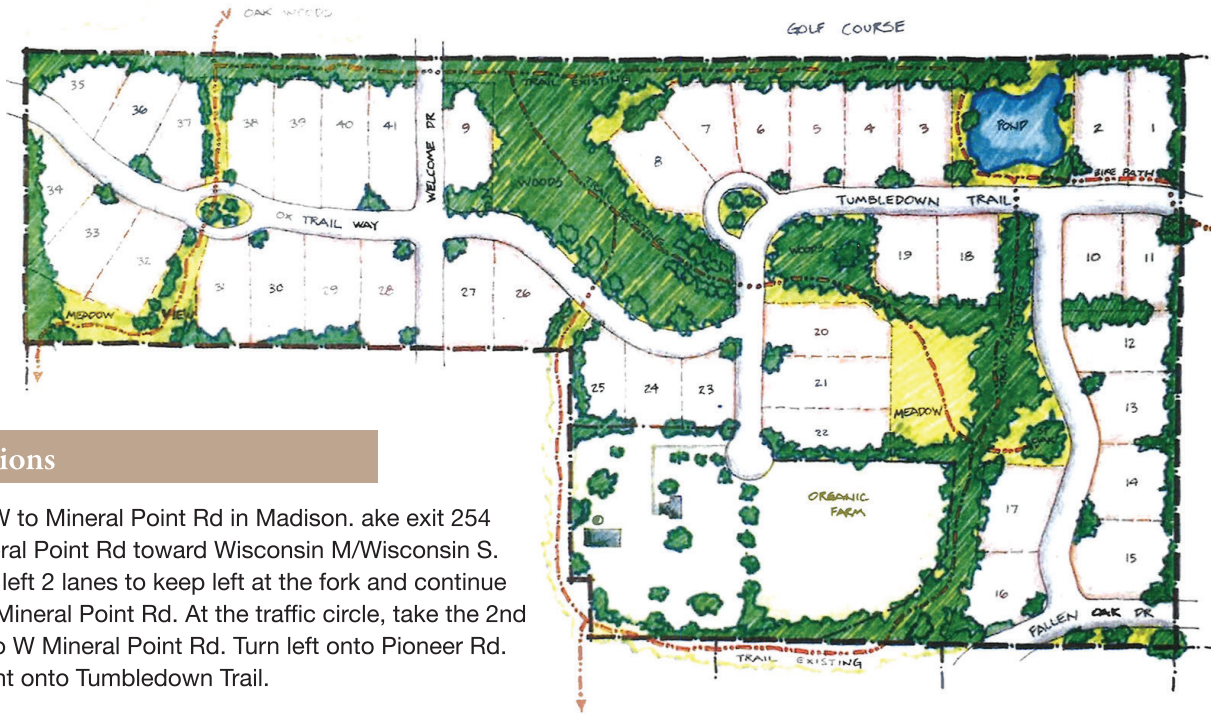 OAK WOODS
GOLF COURSE
TRAIL EXISTING
35
36
37
38
39
40
41
WELCOME DR
9
7
6
5
4
3
POND
2
1
8
WOODS
BIKE PATH
34
33
32
OX TRAIL WAY
TUMBLEDOWN TRAIL
WOODS
19
18
10
11
31
30
29
28
27
26
MEADOW
VIEW
20
12
25
24
23
21
13
MEADOW
OAK
22
14
17
ORGANIC
FARM
15
16
FALLEN OAK DR
TRAIL EXISTING
ions
W to Mineral Point Rd in Madison. ake exit 254
ral Point Rd toward Wisconsin M/Wisconsin S.
left 2 lanes to keep left at the fork and continue
Mineral Point Rd. At the traffic circle, take the 2nd
o W Mineral Point Rd. Turn left onto Pioneer Rd.
nt onto Tumbledown Trail.